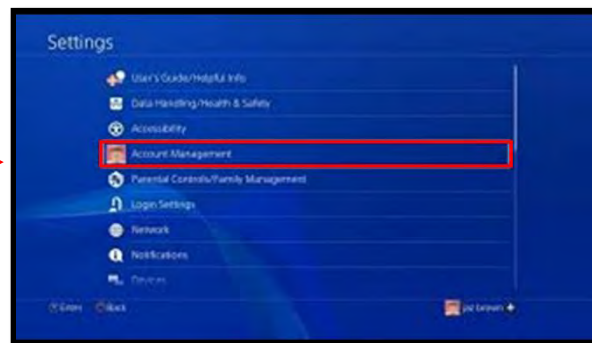 Settings
User's Guide/Helpful Info
Data Handling/Health & Safety
Accessibility
Account Management
Parental Controls/Family Management
Login Settings
Network
Notifications
Devices
Enter Back
brown